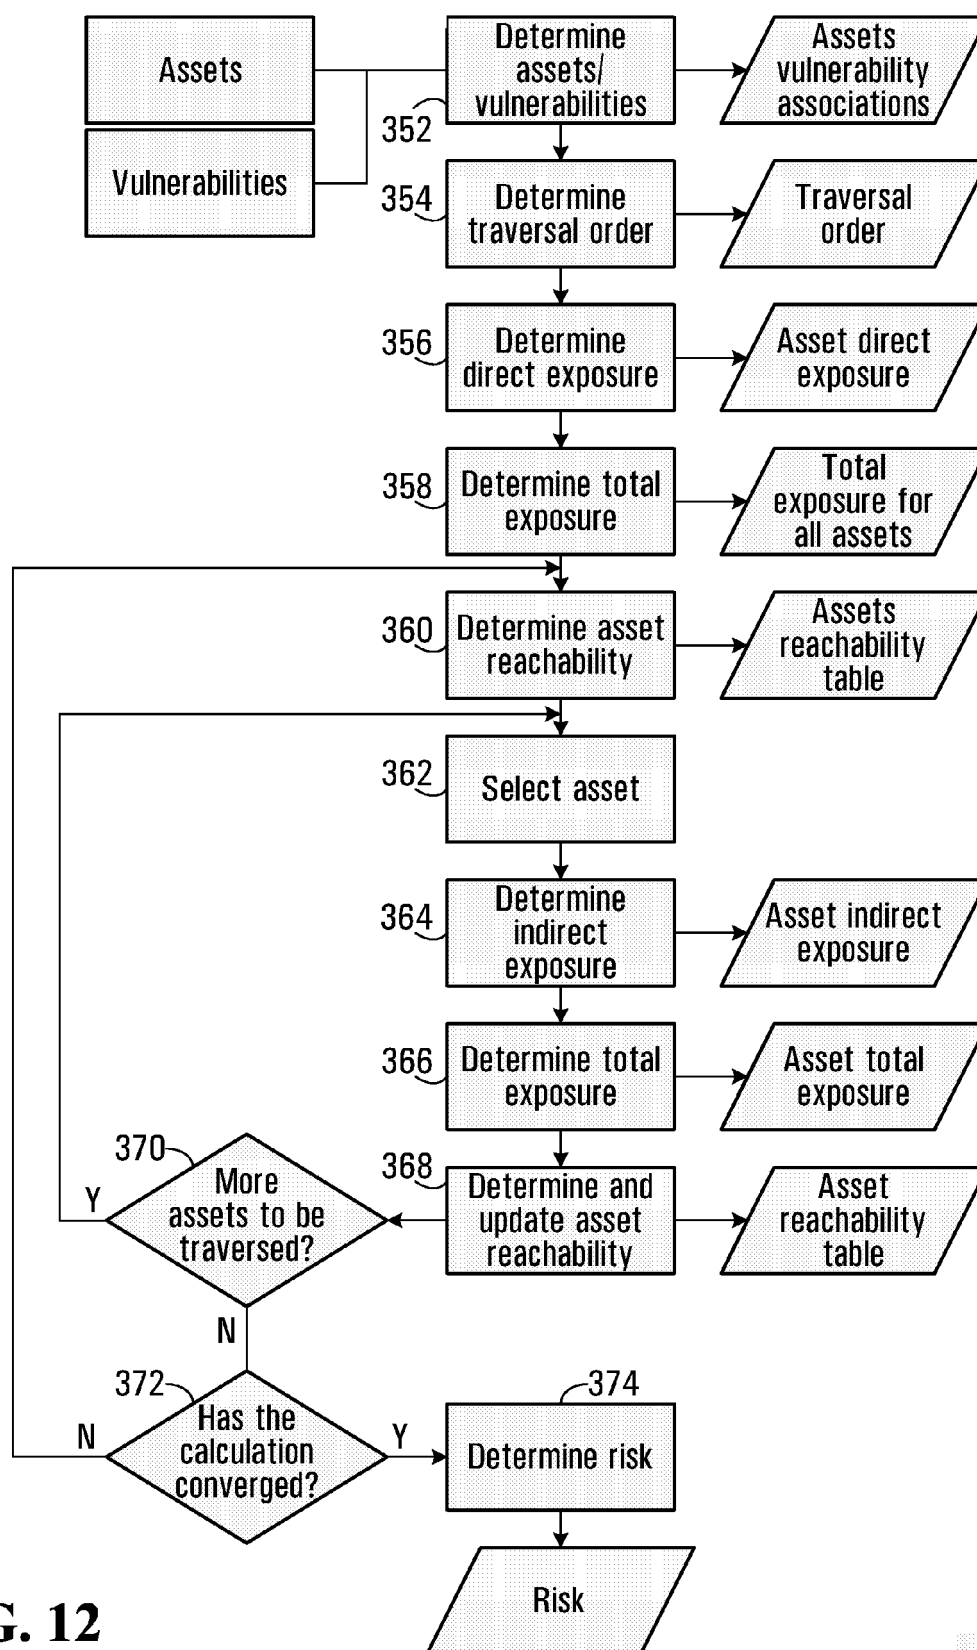 Assets
Vulnerabilities
352
Determine
assets/
vulnerabilities
Assets
vulnerability
associations
354
Determine
traversal order
Traversal
order
356
Determine
direct exposure
Asset direct
exposure
358
Determine total
exposure
Total
exposure for
all assets
360
Determine asset
reachability
Assets
reachability
table
362
Select asset
364
Determine
indirect
exposure
Asset indirect
exposure
366
Determine total
exposure
Asset total
exposure
368
Determine and
update asset
reachability
Asset
reachability
table
370
More
assets to be
traversed?
Y
N
372
Has the
calculation
converged?
N
Y
374
Determine risk
Risk
G. 12